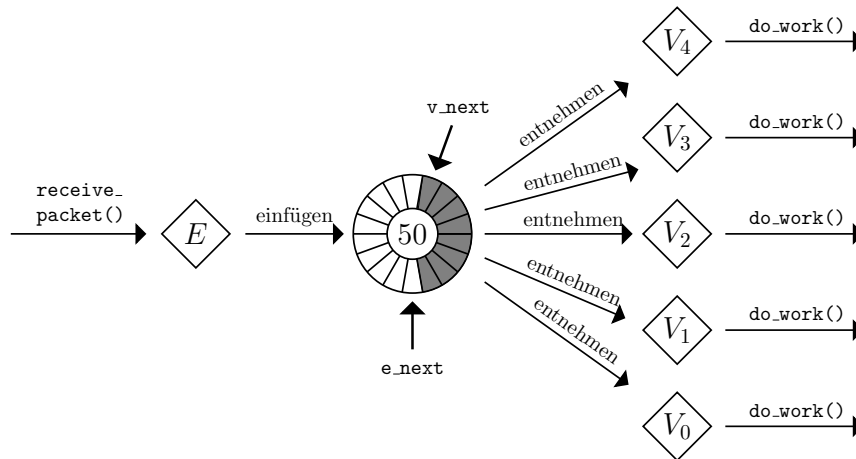 V4
do_work()
entnehmen
v_next
V3
do_work()
entnehmen
receive_
packet()
E
einfügen
50
entnehmen
V2
do_work()
entnehmen
V1
do_work()
entnehmen
e_next
V0
do_work()